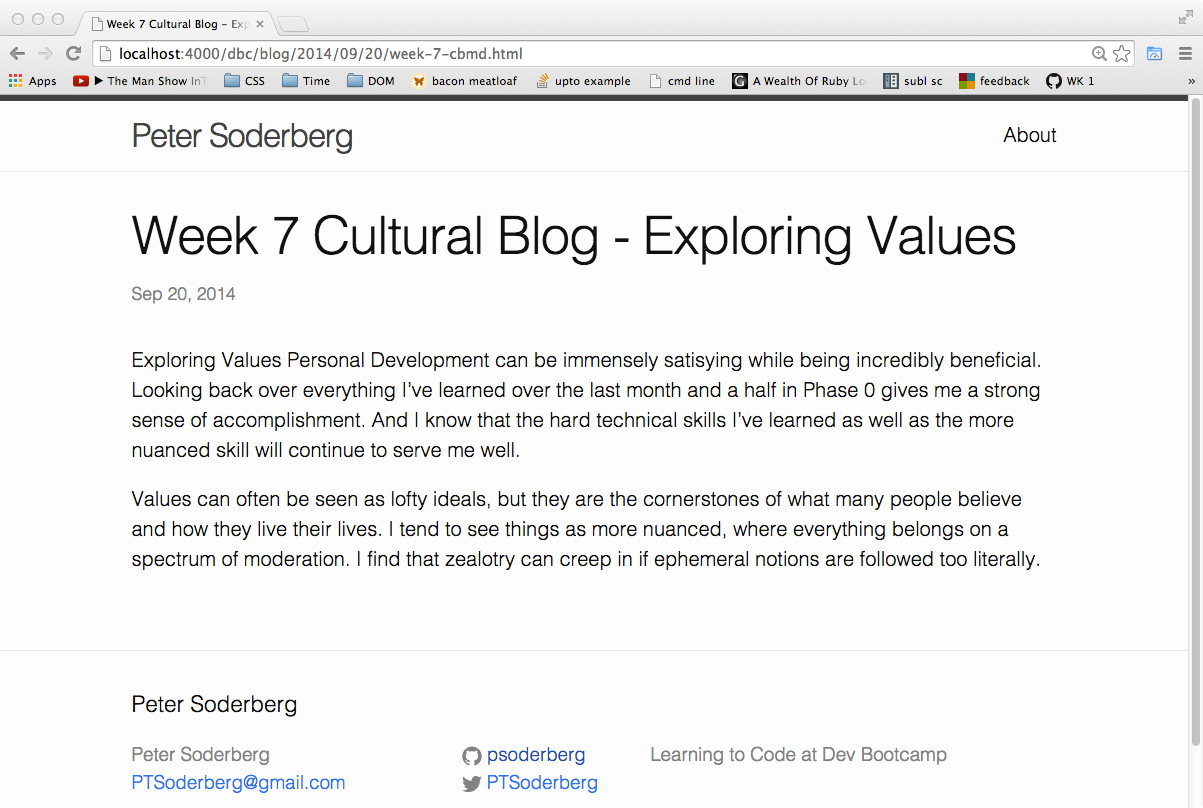 Week 7 Cultural Blog – Exp
localhost:4000/dbc/blog/2014/09/20/week-7-cbmd.html
Apps ▶ The Man Show InT CSS Time DOM bacon meatloaf upto example cmd line A Wealth Of Ruby Lo subl sc feedback WK 1 »
Peter Soderberg About
Week 7 Cultural Blog - Exploring Values
Sep 20, 2014
Exploring Values Personal Development can be immensely satisying while being incredibly beneficial.
Looking back over everything I’ve learned over the last month and a half in Phase 0 gives me a strong
sense of accomplishment. And I know that the hard technical skills I’ve learned as well as the more
nuanced skill will continue to serve me well.
Values can often be seen as lofty ideals, but they are the cornerstones of what many people believe
and how they live their lives. I tend to see things as more nuanced, where everything belongs on a
spectrum of moderation. I find that zealotry can creep in if ephemeral notions are followed too literally.
Peter Soderberg
Peter Soderberg psoderberg Learning to Code at Dev Bootcamp
PTSoderberg@gmail.com PTSoderberg